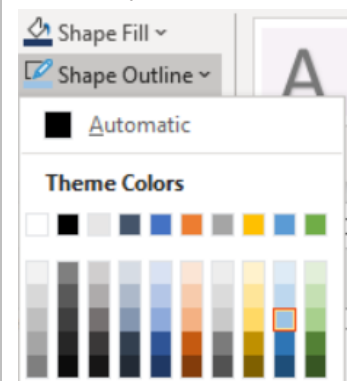 Shape Fill
Shape Outline
A
Automatic
Theme Colors